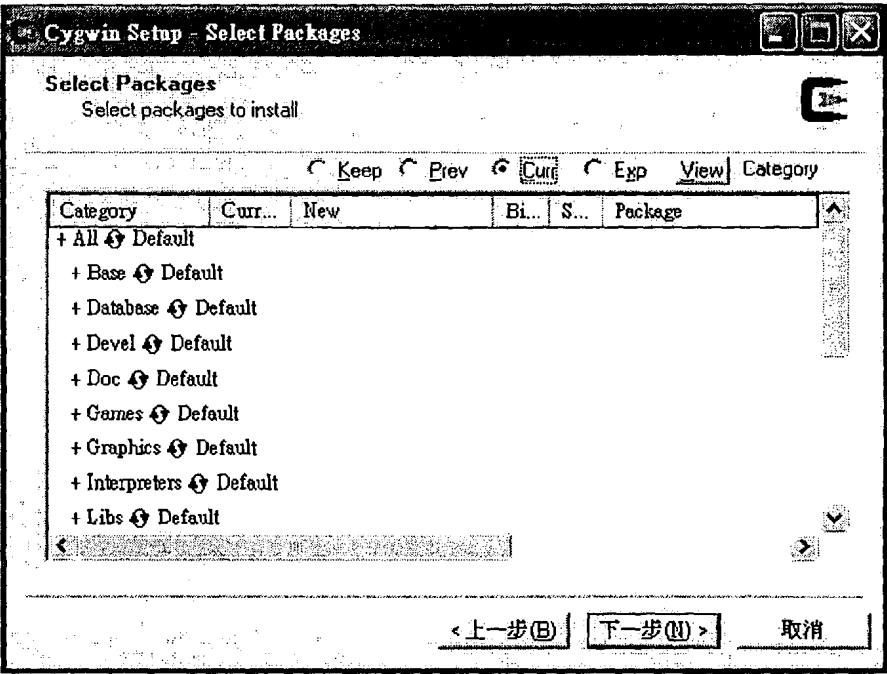 Cygwin Setup - Select Packages
Select Packages
Select packages to install
Keep Prev Curr Exp View Category
Category Curr... New Bi... S... Package
+ All Default
+ Base Default
+ Database Default
+ Devel Default
+ Doc Default
+ Games Default
+ Graphics Default
+ Interpreters Default
+ Libs Default
< 上一步(B) 下一步(N) > 取消